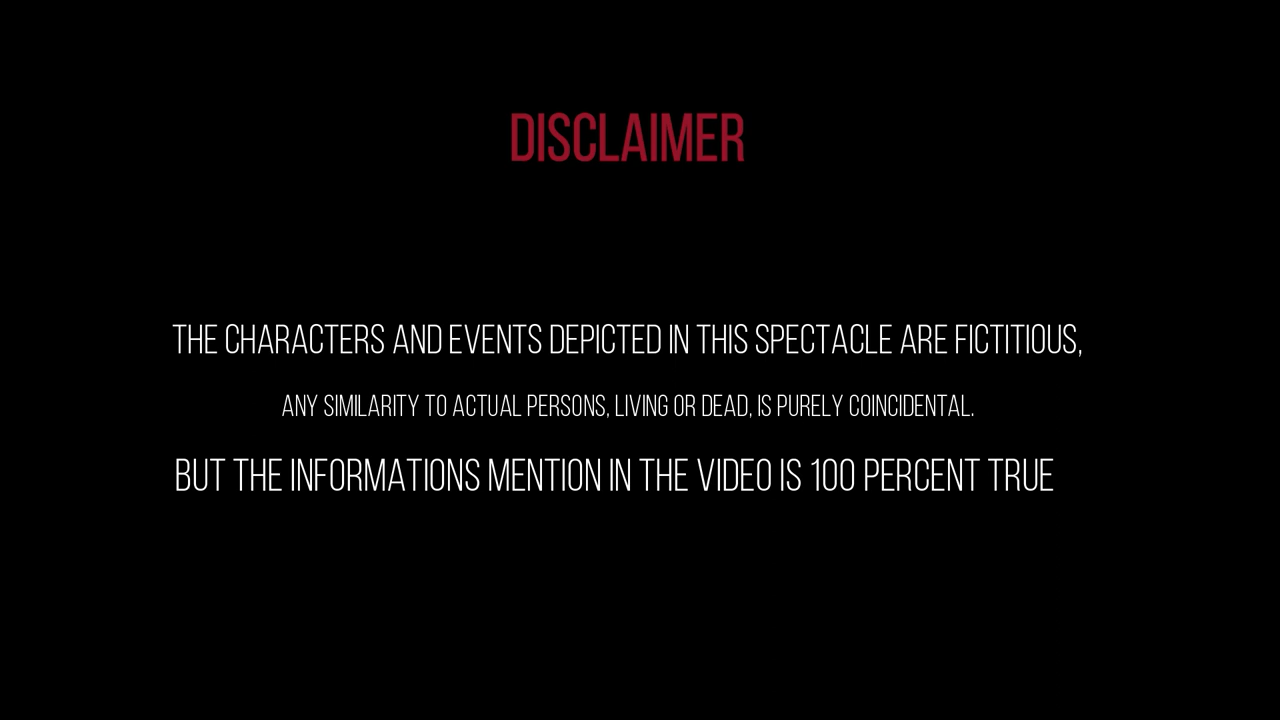 DISCLAIMER
THE CHARACTERS AND EVENTS DEPICTED IN THIS SPECTACLE ARE FICTITIOUS,
ANY SIMILARITY TO ACTUAL PERSONS, LIVING OR DEAD, IS PURELY COINCIDENTAL.
BUT THE INFORMATIONS MENTION IN THE VIDEO IS 100 PERCENT TRUE